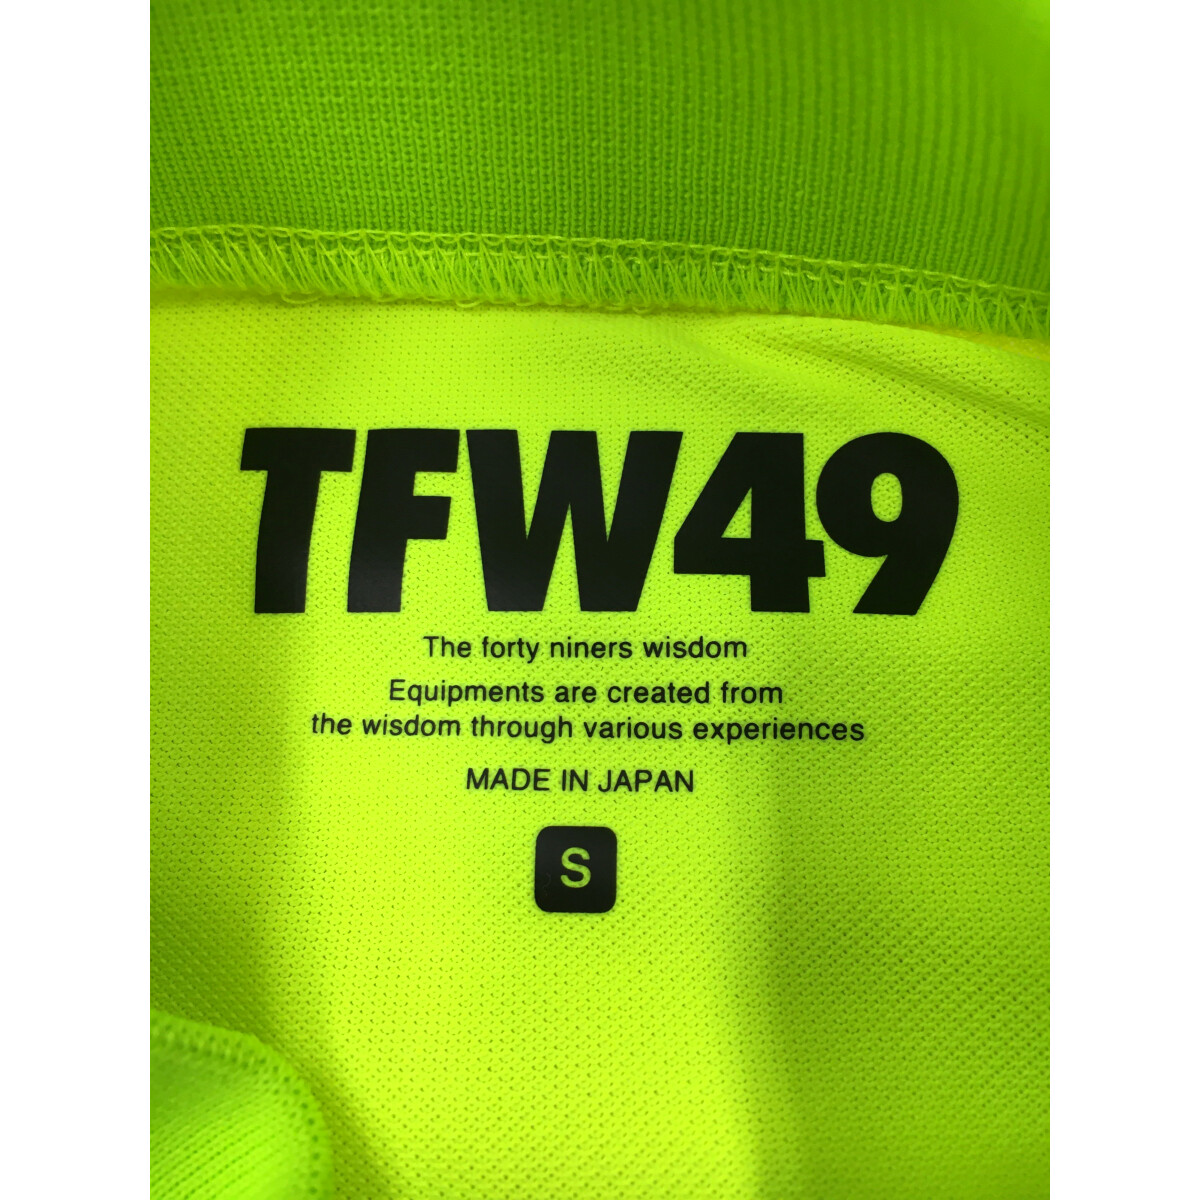 TFW49
The forty niners wisdom
Equipments are created from
the wisdom through various experiences
MADE IN JAPAN
S